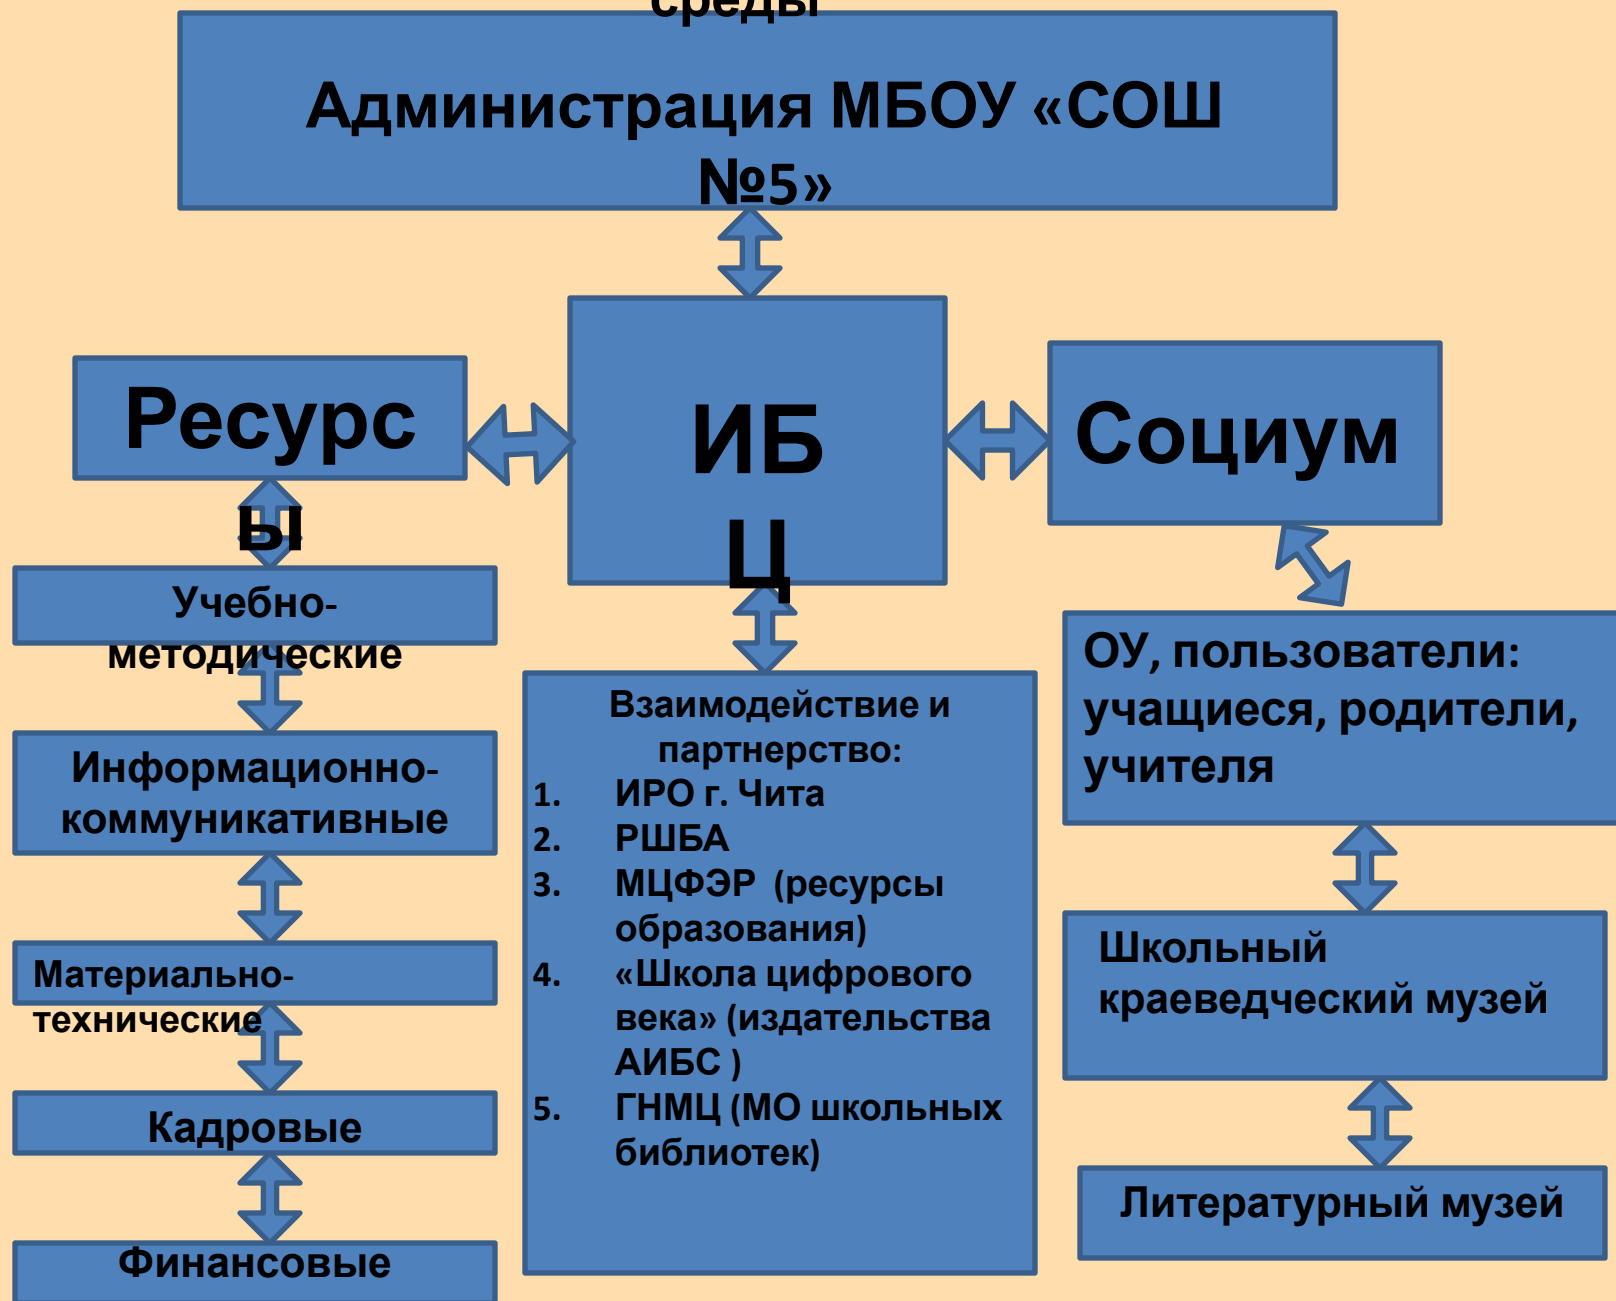 среды
Администрация МБОУ «СОШ
№5»
Ресурс
ы
ИБ
Ц
Социум
Учебно-
методические
Информационно-
коммуникативные
Материально-
технические
Кадровые
Финансовые
Взаимодействие и
партнерство:
1. ИРО г. Чита
2. РШБА
3. МЦФЭР (ресурсы
образования)
4. «Школа цифрового
века» (издательства
АИБС )
5. ГНМЦ (МО школьных
библиотек)
ОУ, пользователи:
учащиеся, родители,
учителя
Школьный
краеведческий музей
Литературный музей